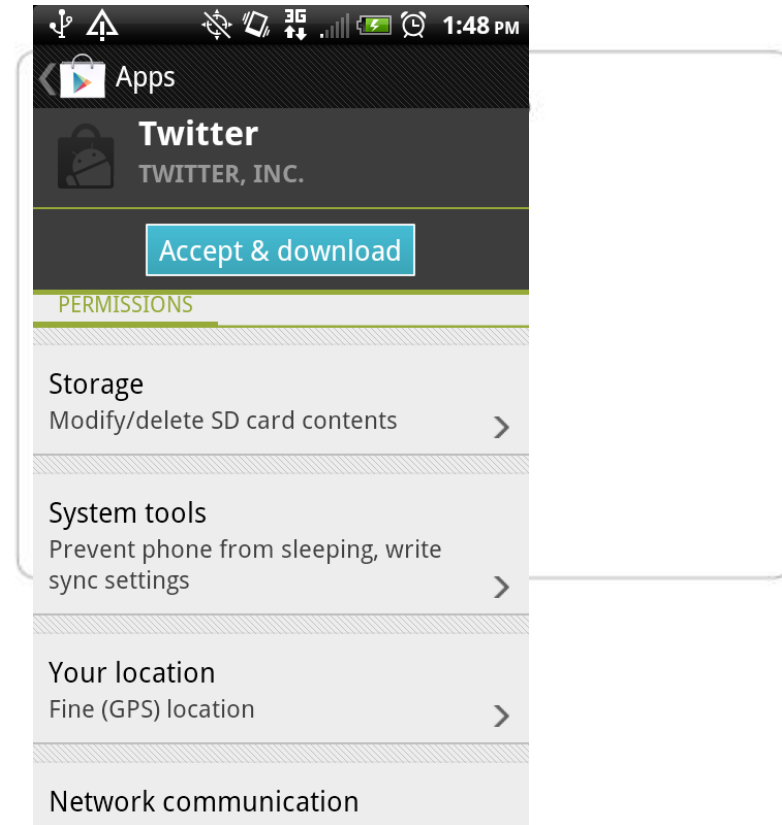 3G
1:48 PM
Apps
Twitter
TWITTER, INC.
Accept & download
PERMISSIONS
Storage
Modify/delete SD card contents
System tools
Prevent phone from sleeping, write
sync settings
Your location
Fine (GPS) location
Network communication